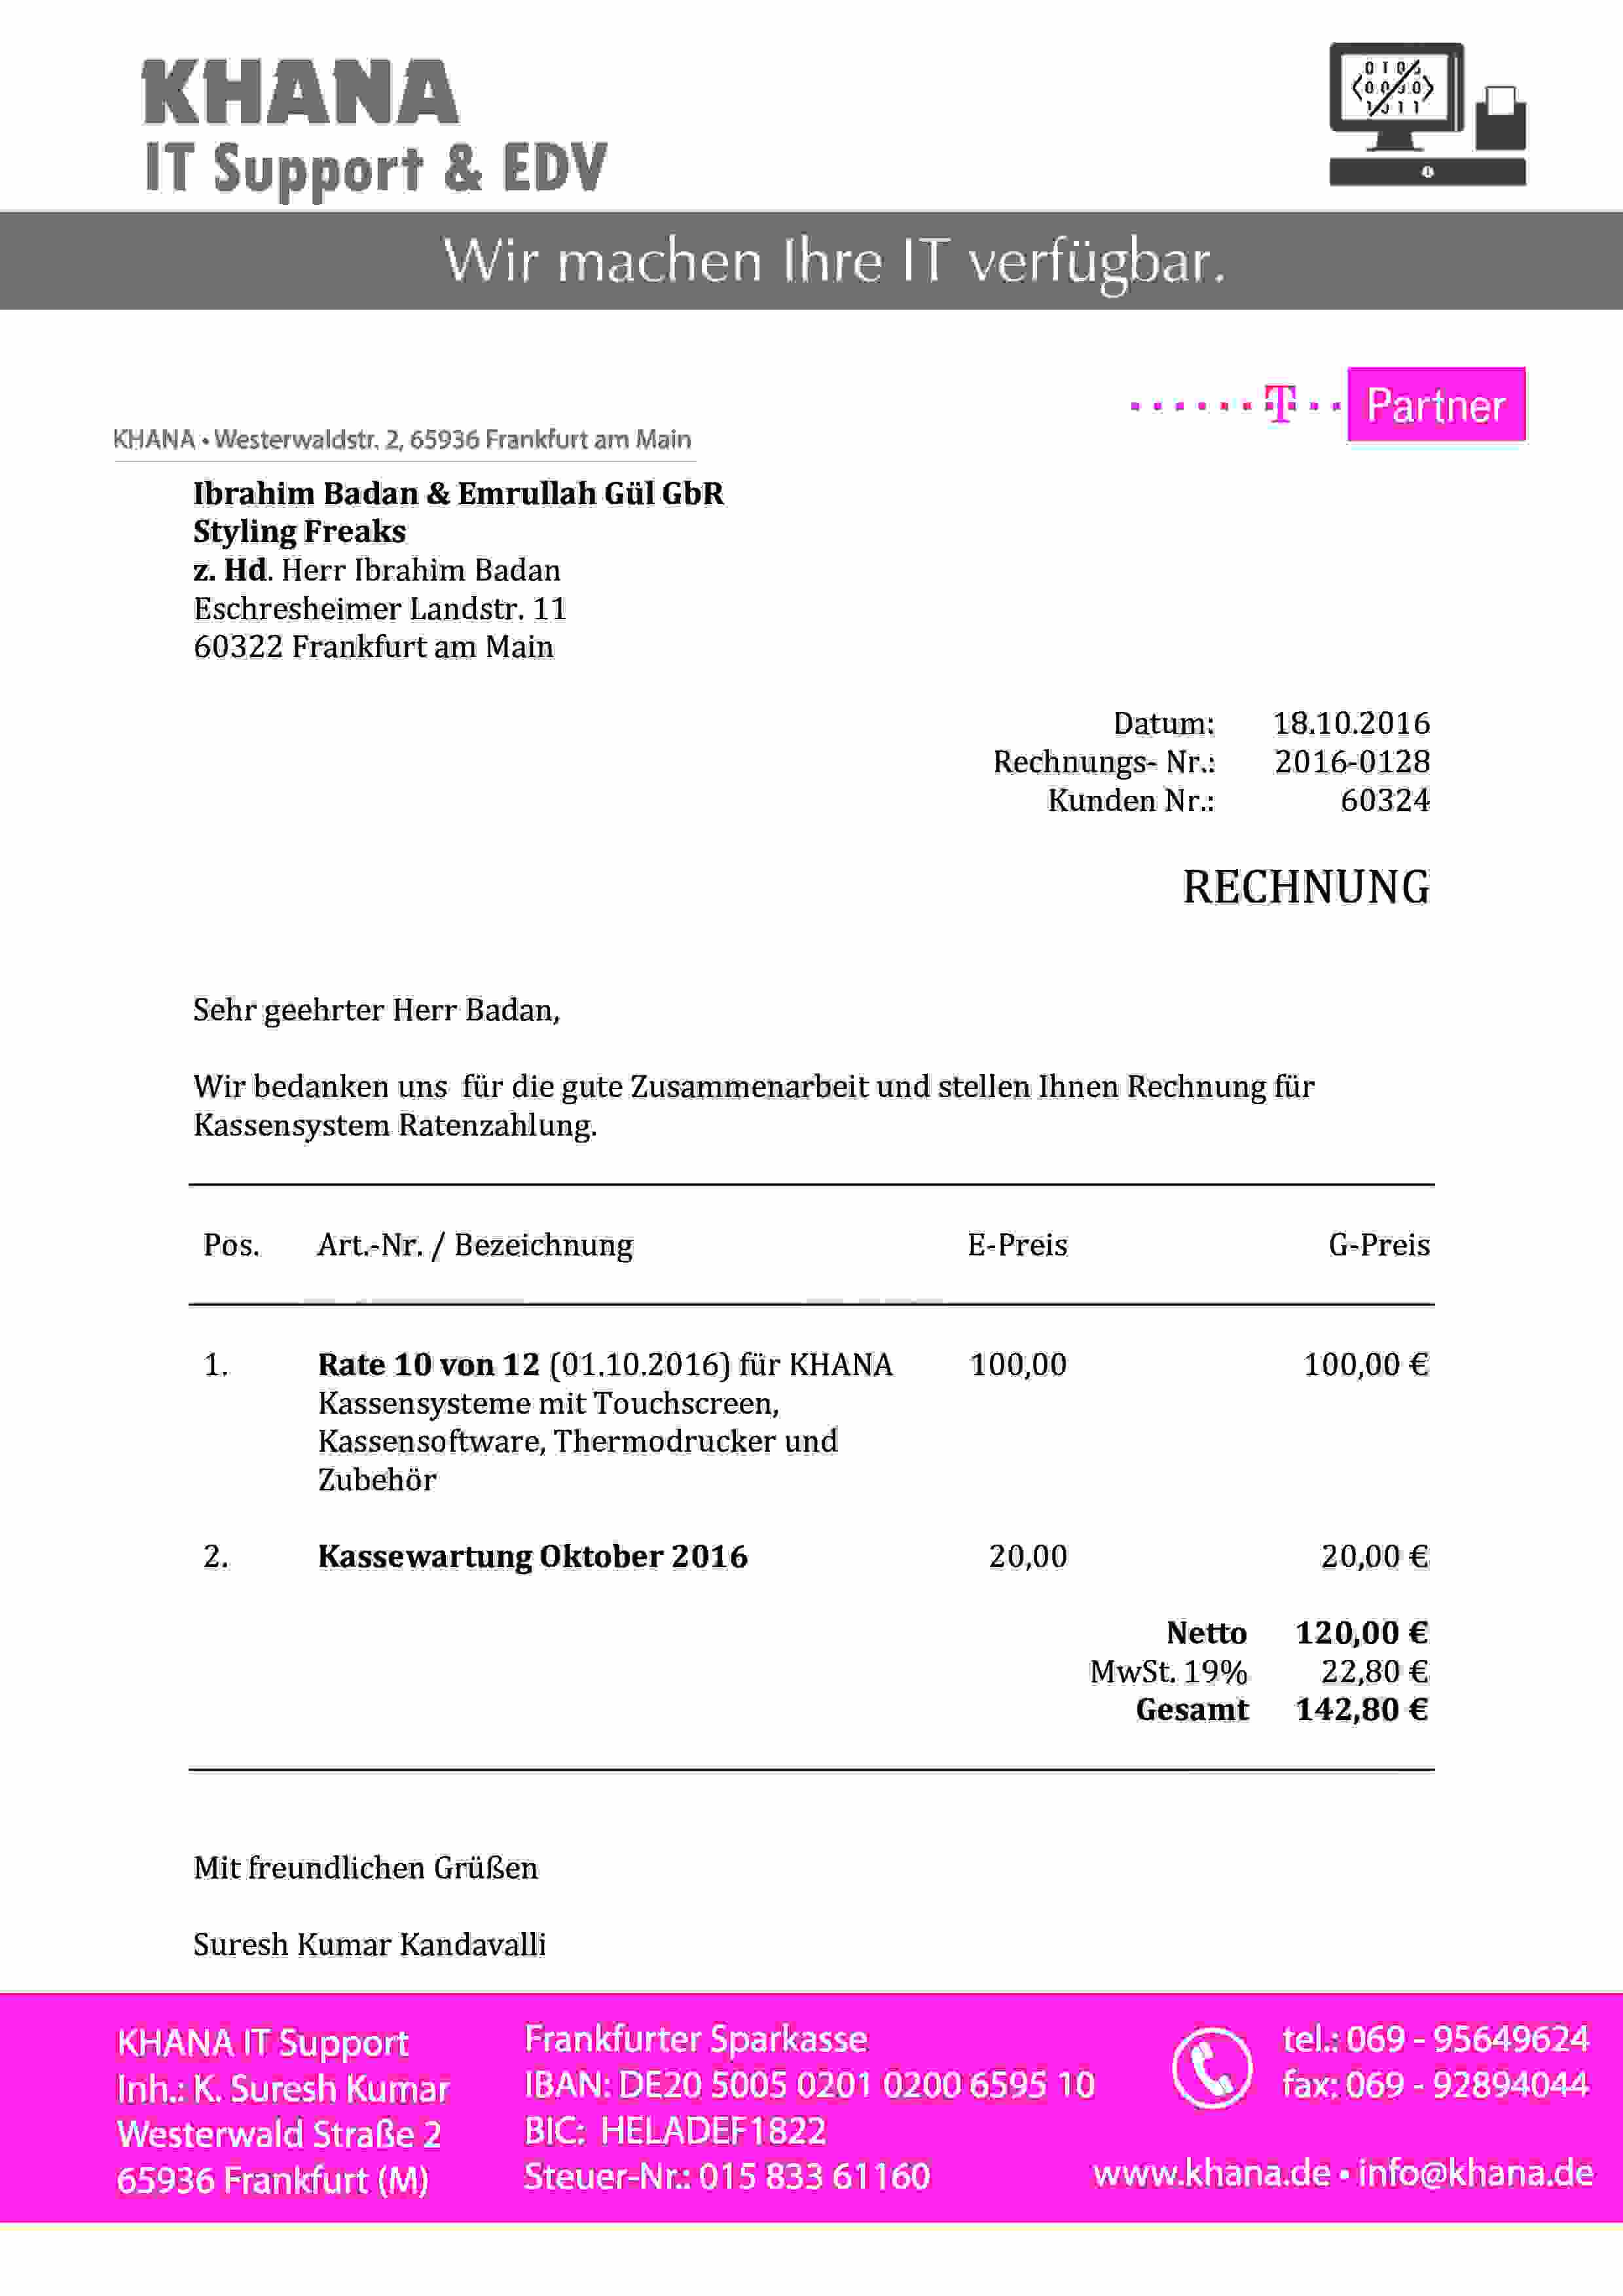 KHANA
IT Support & EDV
Wir machen Ihre IT verfügbar.
T Partner
KHANA • Westerwaldstr. 2, 65936 Frankfurt am Main
Ibrahim Badan & Emrullah Gül GbR
Styling Freaks
z. Hd. Herr Ibrahim Badan
Eschresheimer Landstr. 11
60322 Frankfurt am Main
Datum: 18.10.2016
Rechnungs- Nr.: 2016-0128
Kunden Nr.: 60324
RECHNUNG
Sehr geehrter Herr Badan,
Wir bedanken uns für die gute Zusammenarbeit und stellen Ihnen Rechnung für
Kassensystem Ratenzahlung.
Pos. Art.-Nr. / Bezeichnung E-Preis G-Preis
1. Rate 10 von 12 (01.10.2016) für KHANA 100,00 100,00 €
Kassensysteme mit Touchscreen,
Kassensoftware, Thermodrucker und
Zubehör
2. Kassewartung Oktober 2016 20,00 20,00 €
Netto 120,00 €
MwSt. 19% 22,80 €
Gesamt 142,80 €
Mit freundlichen Grüßen
Suresh Kumar Kandavalli
KHANA IT Support
Inh.: K. Suresh Kumar
Westerwald Straße 2
65936 Frankfurt (M)
Frankfurter Sparkasse
IBAN: DE20 5005 0201 0200 6595 10
BIC: HELADEF1822
Steuer-Nr.: 015 833 61160
tel.: 069 - 95649624
fax: 069 - 92894044
www.khana.de • info@khana.de